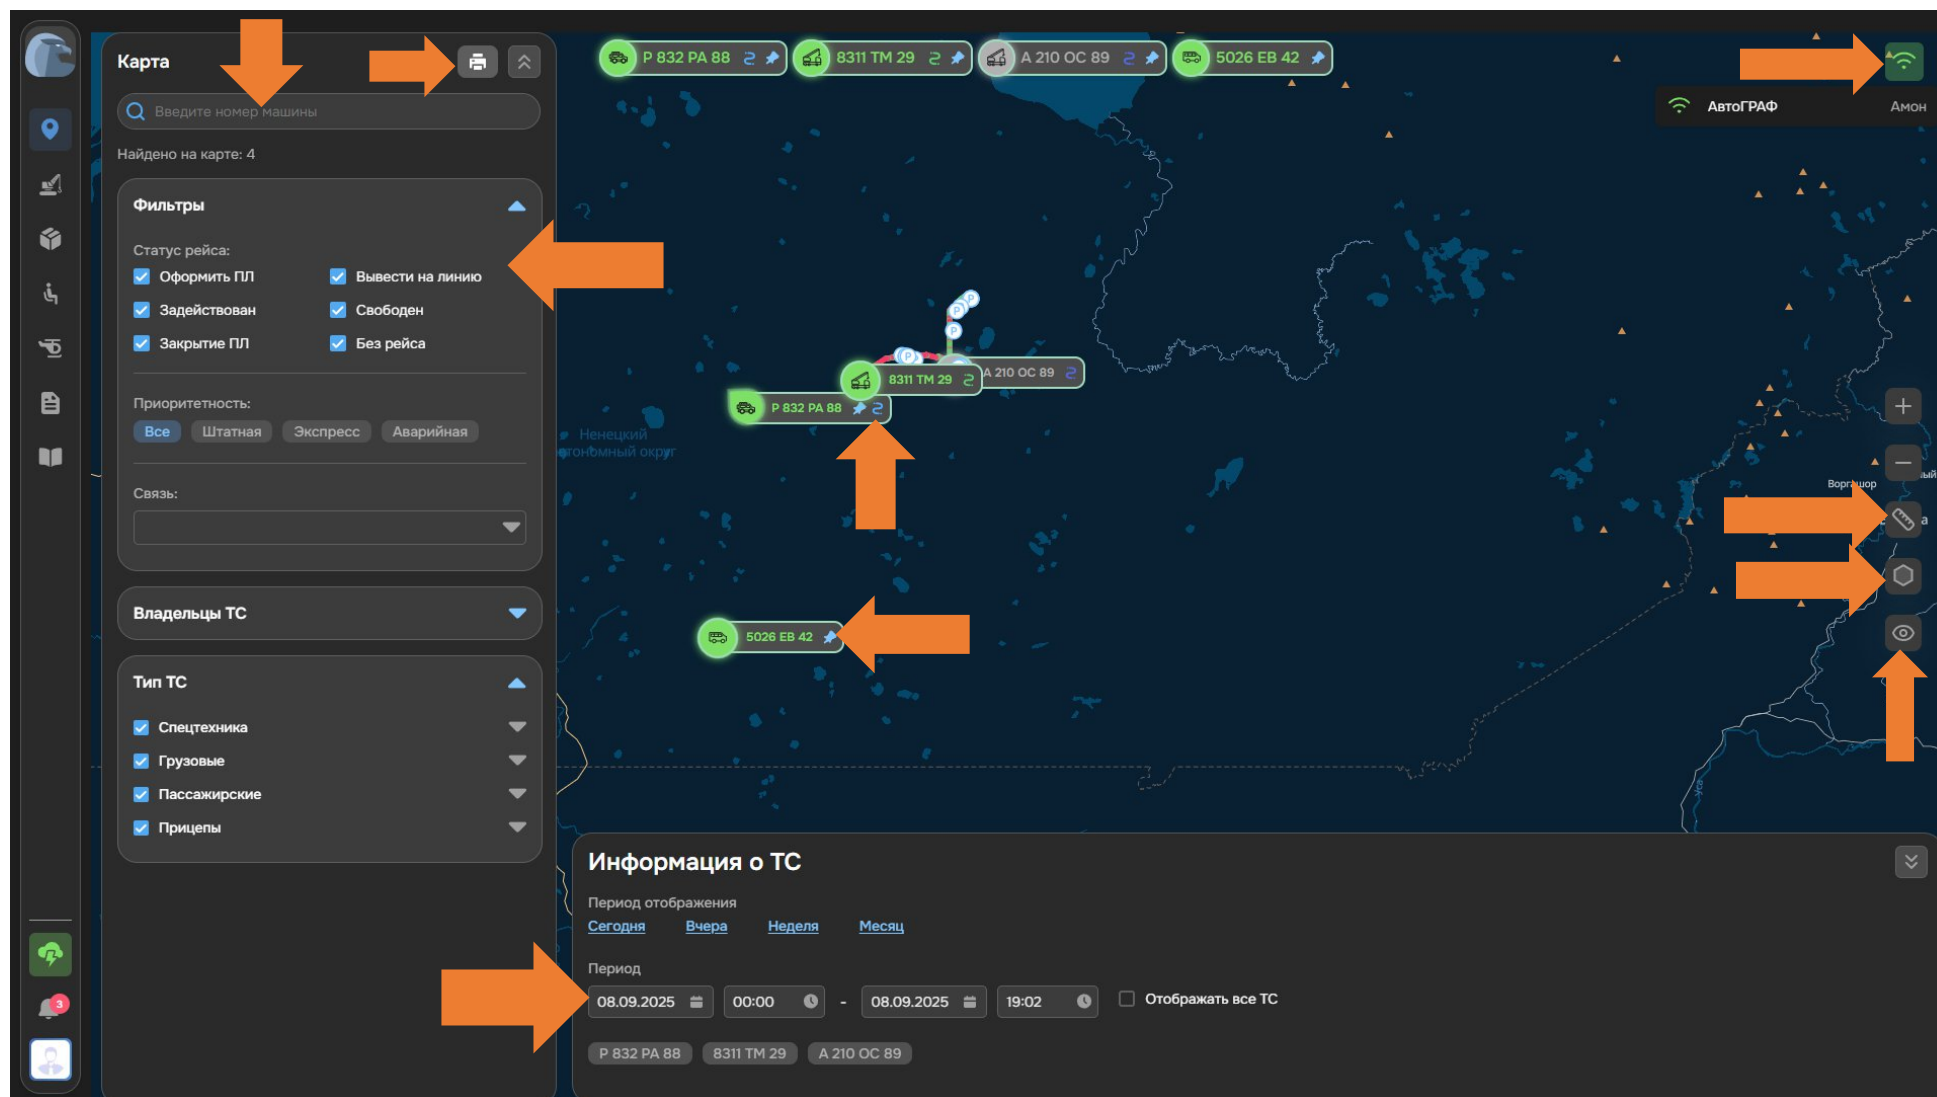 Карта
Введите номер машины
Найдено на карте: 4
Фильтры
Статус рейса:
Оформить ПЛ
Вывести на линию
Задействован
Свободен
Закрытие ПЛ
Без рейса
Приоритетность:
Все Штатная Экспресс Аварийная
Связь:
Владельцы ТС
Тип ТС
Спецтехника
Грузовые
Пассажирские
Прицепы
3
Р 832 РА 88
8311 ТМ 29
А 210 ОС 89
5026 ЕВ 42
АвтоГРАФ Амон
P
P
P
P
8311 ТМ 29
А 210 ОС 89
Р 832 РА 88
Ненецкий
5026 ЕВ 42
Уса
Информация о ТС
Период отображения
Сегодня Вчера Неделя Месяц
Период
08.09.2025 00:00 - 08.09.2025 19:02 Отображать все ТС
Р 832 РА 88 8311 ТМ 29 А 210 ОС 89